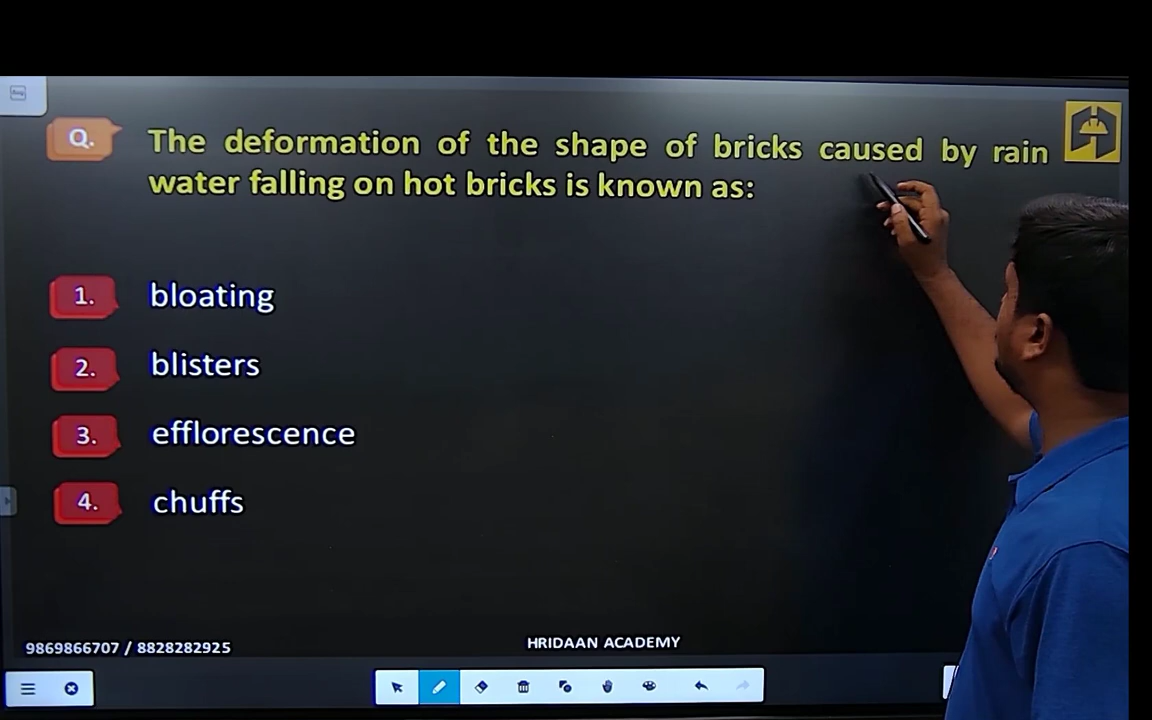 Q. The deformation of the shape of bricks caused by rain
water falling on hot bricks is known as:
1. bloating
2. blisters
3. efflorescence
4. chuffs
9869866707 / 8828282925 HRIDAAN ACADEMY